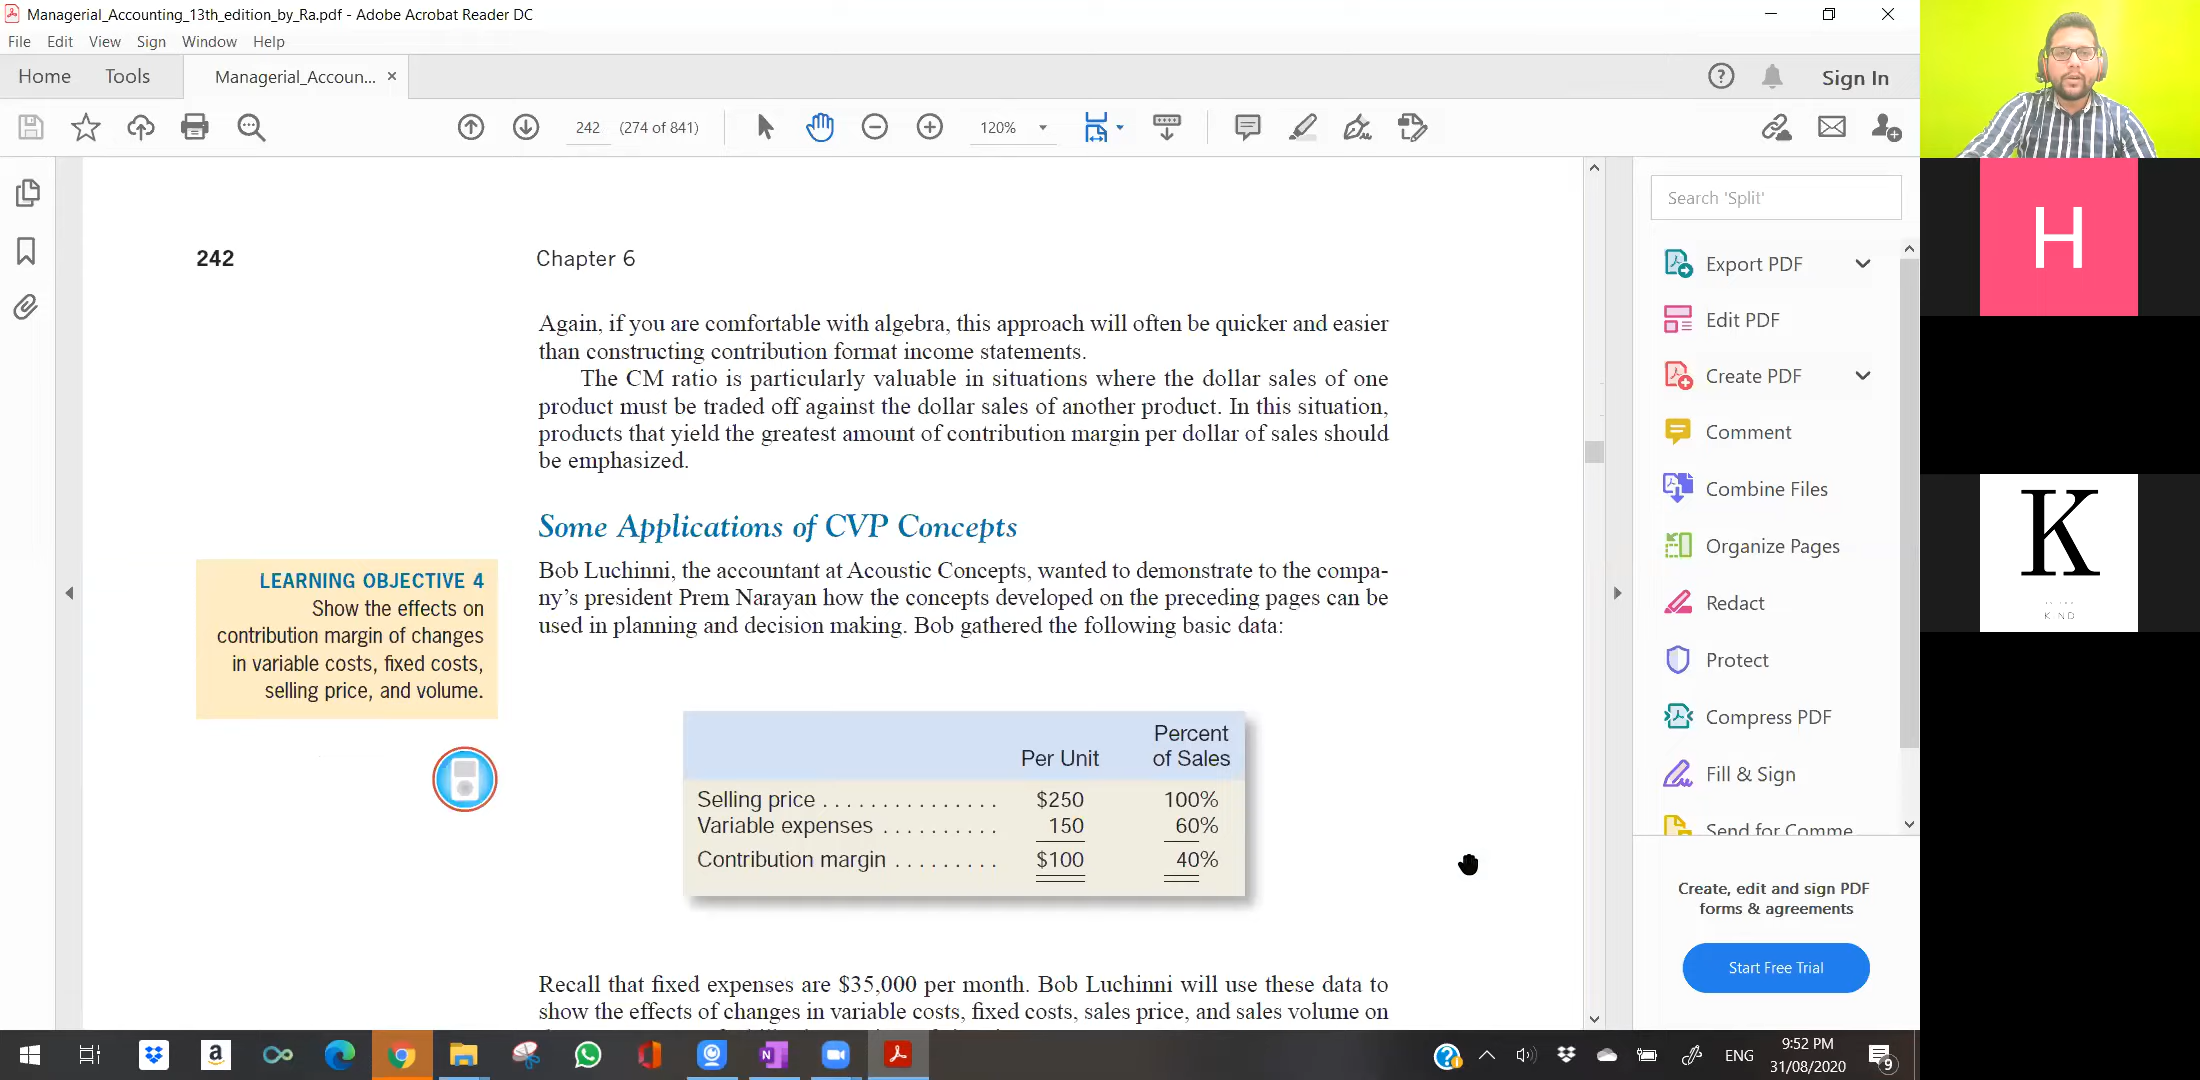 Managerial_Accounting_13th_edition_by_Ra.pdf - Adobe Acrobat Reader DC
File Edit View Sign Window Help
Home Tools Managerial_Accoun... × Sign In
242 (274 of 841) 120%
Search 'Split'
Export PDF
Edit PDF
Create PDF
Comment
Combine Files
Organize Pages
Redact
Protect
Compress PDF
Fill & Sign
Send for Comme
Create, edit and sign PDF
forms & agreements
Start Free Trial
242 Chapter 6
Again, if you are comfortable with algebra, this approach will often be quicker and easier
than constructing contribution format income statements.
The CM ratio is particularly valuable in situations where the dollar sales of one
product must be traded off against the dollar sales of another product. In this situation,
products that yield the greatest amount of contribution margin per dollar of sales should
be emphasized.
Some Applications of CVP Concepts
LEARNING OBJECTIVE 4
Show the effects on
contribution margin of changes
in variable costs, fixed costs,
selling price, and volume.
Bob Luchinni, the accountant at Acoustic Concepts, wanted to demonstrate to the compa-
ny's president Prem Narayan how the concepts developed on the preceding pages can be
used in planning and decision making. Bob gathered the following basic data:
Per Unit Percent of Sales
Selling price . . . . . . . . . . . . . . . $250 100%
Variable expenses . . . . . . . . . . 150 60%
Contribution margin . . . . . . . . . $100 40%
Recall that fixed expenses are $35,000 per month. Bob Luchinni will use these data to
show the effects of changes in variable costs, fixed costs, sales price, and sales volume on
H
K
KIND
ENG
9:52 PM
31/08/2020
9